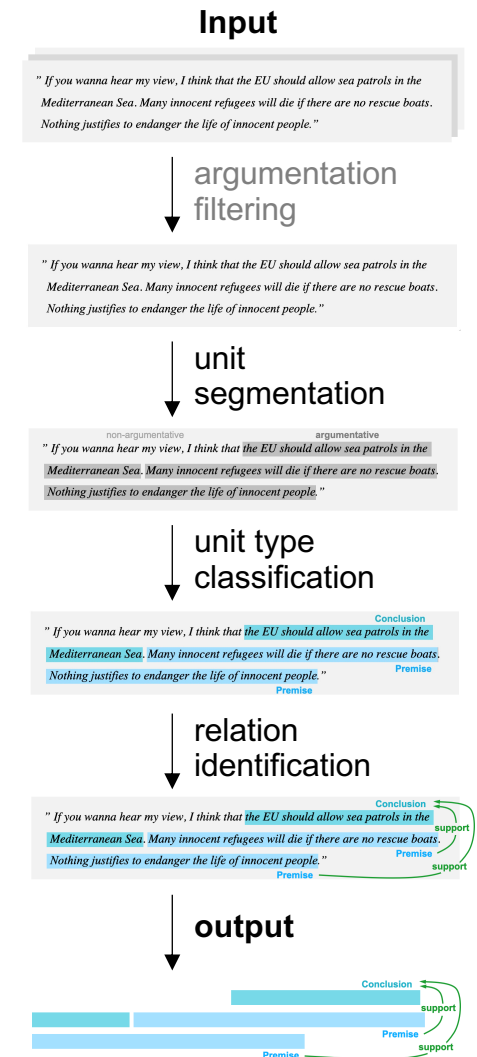 Input
" If you wanna hear my view, I think that the EU should allow sea patrols in the
Mediterranean Sea. Many innocent refugees will die if there are no rescue boats.
Nothing justifies to endanger the life of innocent people."
argumentation
filtering
" If you wanna hear my view, I think that the EU should allow sea patrols in the
Mediterranean Sea. Many innocent refugees will die if there are no rescue boats.
Nothing justifies to endanger the life of innocent people."
unit
segmentation
non-argumentative argumentative
" If you wanna hear my view, I think that the EU should allow sea patrols in the
Mediterranean Sea. Many innocent refugees will die if there are no rescue boats.
Nothing justifies to endanger the life of innocent people."
unit type
classification
Conclusion
" If you wanna hear my view, I think that the EU should allow sea patrols in the
Mediterranean Sea. Many innocent refugees will die if there are no rescue boats.
Premise
Nothing justifies to endanger the life of innocent people."
Premise
relation
identification
Conclusion
" If you wanna hear my view, I think that the EU should allow sea patrols in the
support
Mediterranean Sea. Many innocent refugees will die if there are no rescue boats.
Premise
Nothing justifies to endanger the life of innocent people."
support
Premise
output
Conclusion
support
Premise
support
Premise